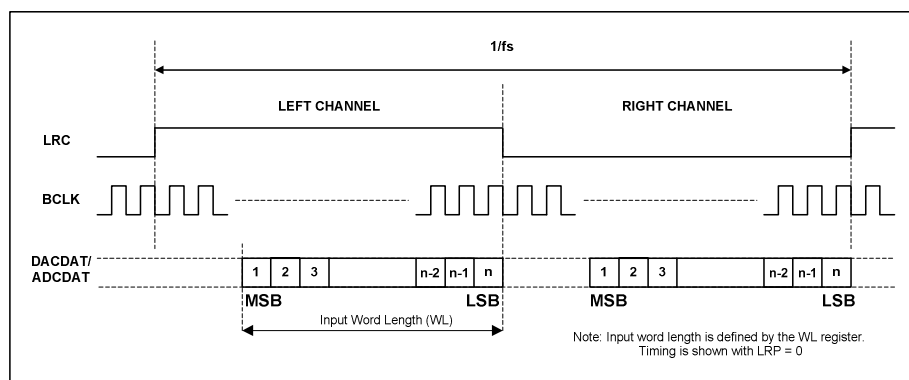 1/fs
LEFT CHANNEL RIGHT CHANNEL
LRC
BCLK
DACDAT/
ADCDAT
1 2 3 n-2 n-1 n 1 2 3 n-2 n-1 n
MSB LSB MSB LSB
Input Word Length (WL)
Note: Input word length is defined by the WL register.
Timing is shown with LRP = 0